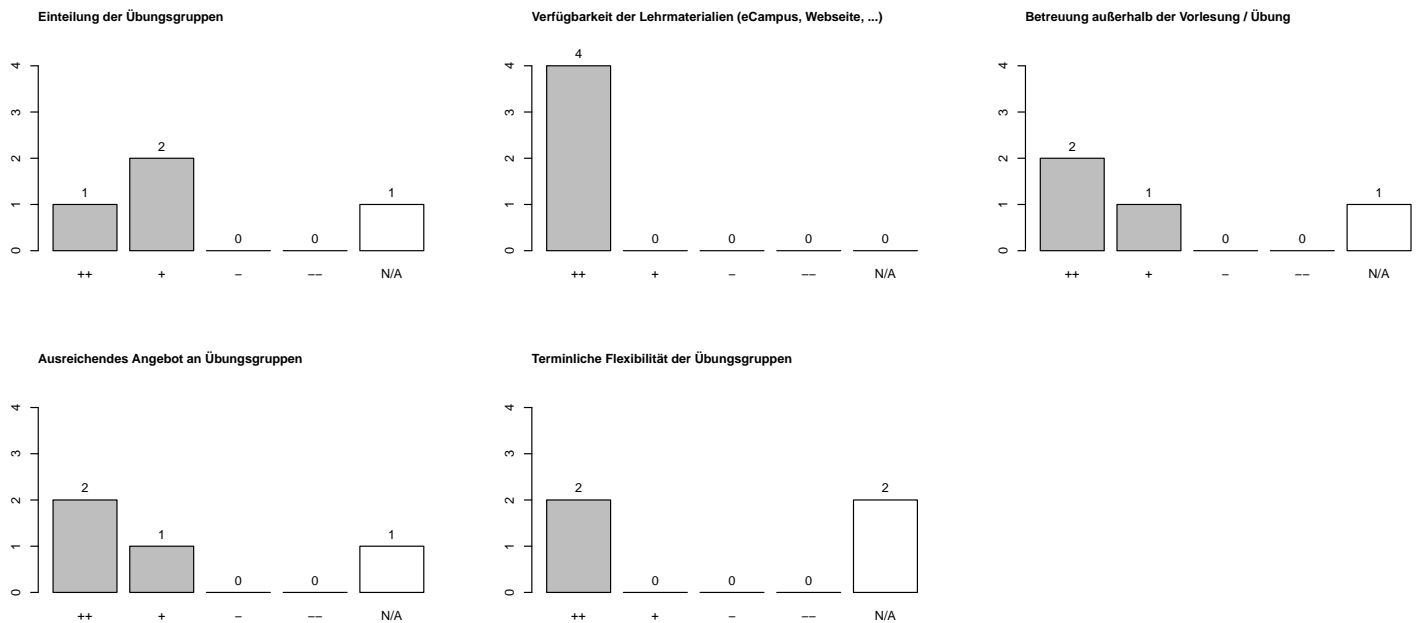 Einteilung der Übungsgruppen
0 1 2 3 4
1 2 0 0 1
++ + – –– N/A
Verfügbarkeit der Lehrmaterialien (eCampus, Webseite, ...)
0 1 2 3 4
4 0 0 0 0
++ + – –– N/A
Betreuung außerhalb der Vorlesung / Übung
0 1 2 3 4
2 1 0 0 1
++ + – –– N/A
Ausreichendes Angebot an Übungsgruppen
0 1 2 3 4
2 1 0 0 1
++ + – –– N/A
Terminliche Flexibilität der Übungsgruppen
0 1 2 3 4
2 0 0 0 2
++ + – –– N/A